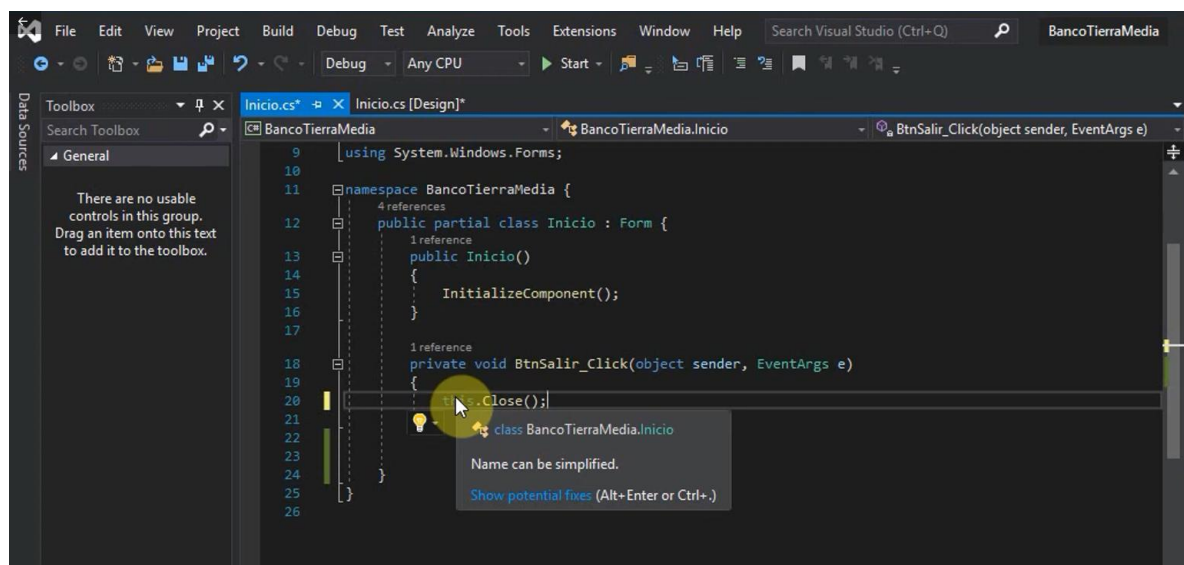 File Edit View Project Build Debug Test Analyze Tools Extensions Window Help Search Visual Studio (Ctrl+Q) BancoTierraMedia
Debug Any CPU Start
Data Sources
Toolbox
Search Toolbox
General
There are no usable
controls in this group.
Drag an item onto this text
to add it to the toolbox.
Inicio.cs* Inicio.cs [Design]*
C# BancoTierraMedia BancoTierraMedia.Inicio BtnSalir_Click(object sender, EventArgs e)
9 using System.Windows.Forms;
10
11 namespace BancoTierraMedia {
4 references
12 public partial class Inicio : Form {
1 reference
13 public Inicio()
14 {
15 InitializeComponent();
16 }
17
1 reference
18 private void BtnSalir_Click(object sender, EventArgs e)
19 {
20 this.Close();
21
22
23
24 }
25 }
26
class BancoTierraMedia.Inicio
Name can be simplified.
Show potential fixes (Alt+Enter or Ctrl+.)